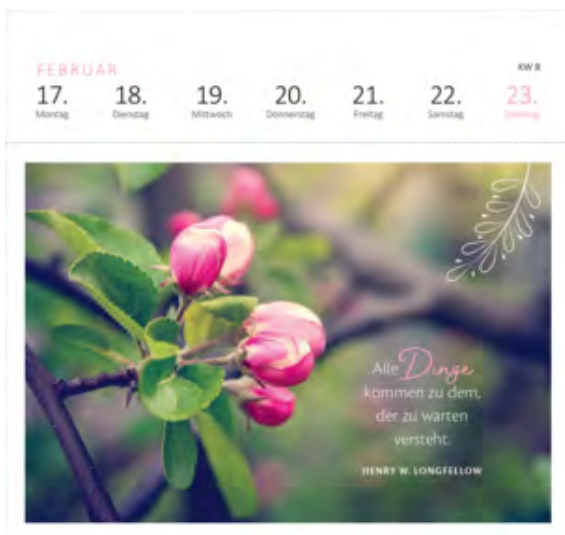 FEBRUAR
KW 8
17. 18. 19. 20. 21. 22. 23.
Montag Dienstag Mittwoch Donnerstag Freitag Samstag Sonntag
Alle Dinge
kommen zu dem,
der zu warten
versteht.
HENRY W. LONGFELLOW